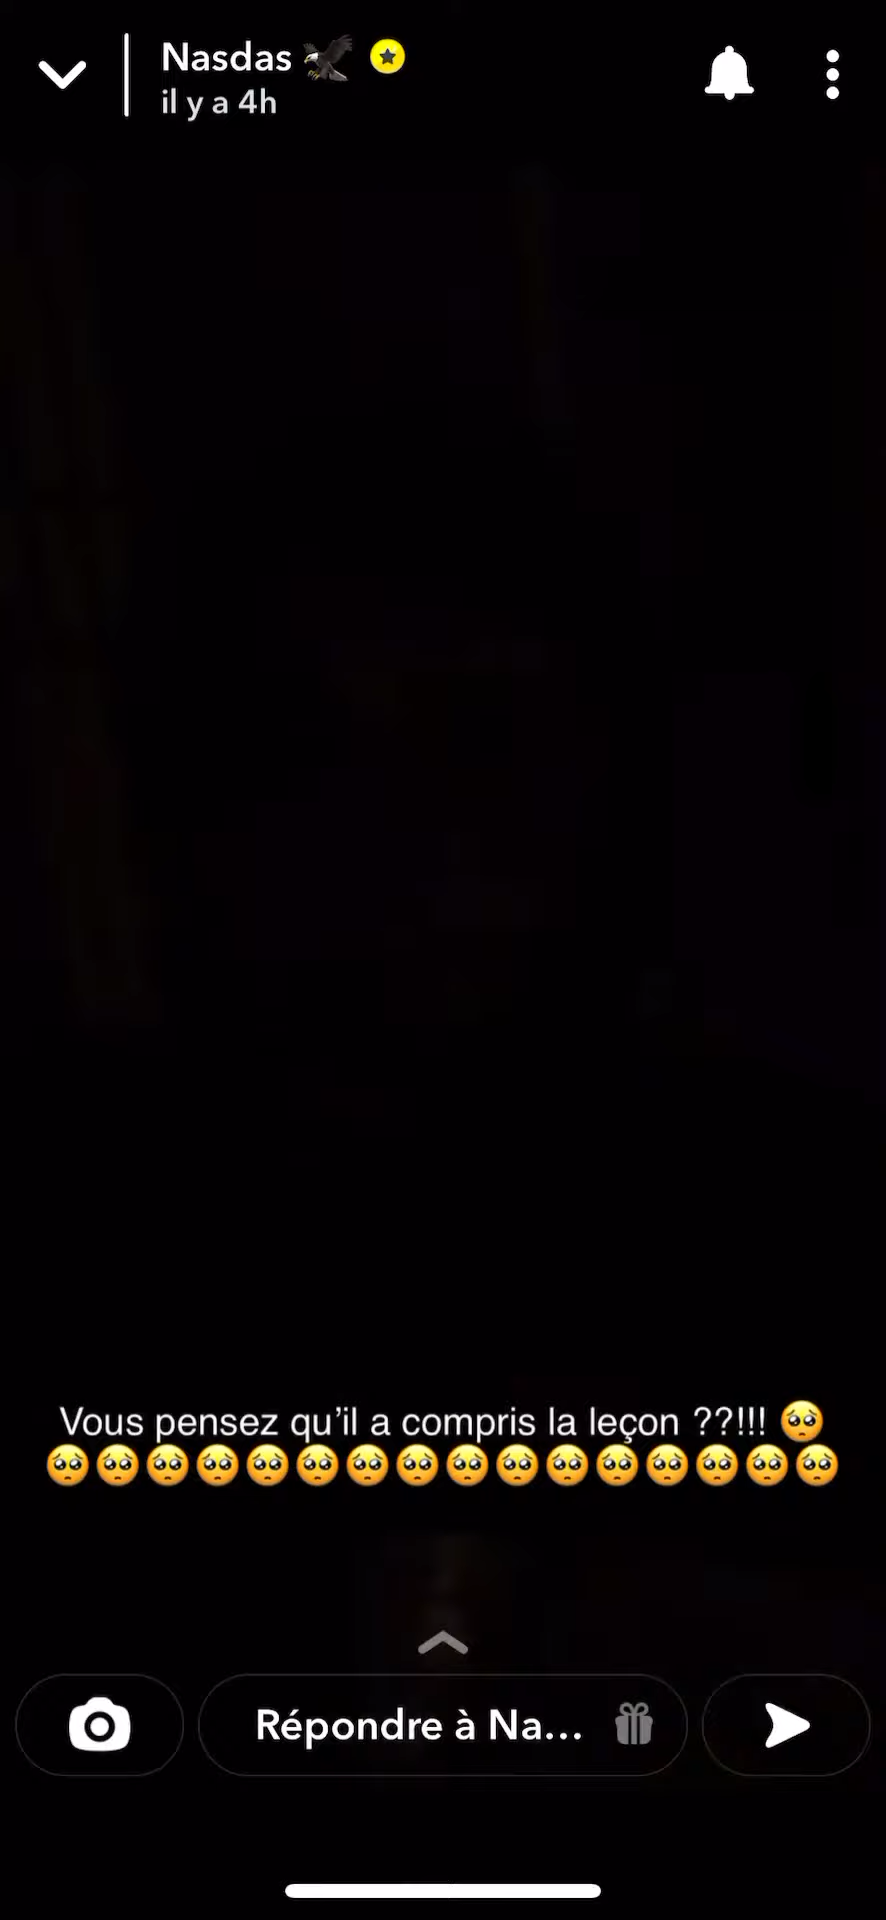 Nasdas 🦅
il y a 4h
Vous pensez qu’il a compris la leçon ??!!! 🥺
🥺🥺🥺🥺🥺🥺🥺🥺🥺🥺🥺🥺🥺🥺🥺🥺
Répondre à Na...